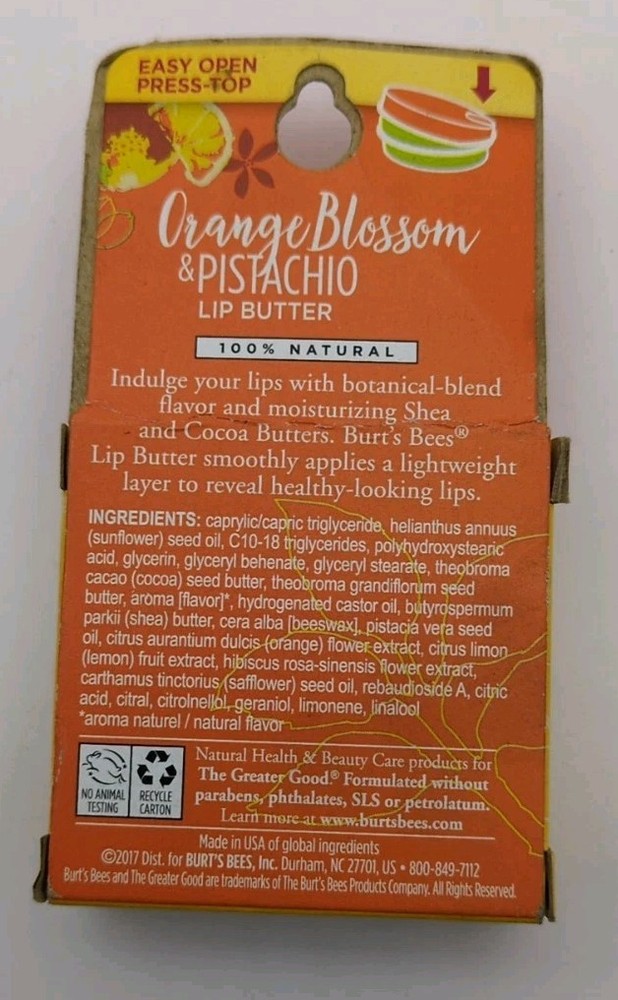 EASY OPEN
PRESS-TOP
Orange Blossom
& PISTACHIO
LIP BUTTER
100% NATURAL
Indulge your lips with botanical-blend
flavor and moisturizing Shea
and Cocoa Butters. Burt's Bees®
Lip Butter smoothly applies a lightweight
layer to reveal healthy-looking lips.
INGREDIENTS: caprylic/capric triglyceride, helianthus annuus
(sunflower) seed oil, C10-18 triglycerides, polyhydroxystearic
acid, glycerin, glyceryl behenate, glyceryl stearate, theobroma
cacao (cocoa) seed butter, theobroma grandiflorum seed
butter, aroma [flavor]*, hydrogenated castor oil, butyrospermum
parkii (shea) butter, cera alba [beeswax], pistacia vera seed
oil, citrus aurantium dulcis (orange) flower extract, citrus limon
(lemon) fruit extract, hibiscus rosa-sinensis flower extract,
carthamus tinctorius (safflower) seed oil, rebaudioside A, citric
acid, citral, citrolnellol, geraniol, limonene, linalool
*aroma naturel / natural flavor
NO ANIMAL
TESTING
RECYCLE
CARTON
Natural Health & Beauty Care products for
The Greater Good.® Formulated without
parabens, phthalates, SLS or petrolatum.
Learn more at www.burtsbees.com
Made in USA of global ingredients
©2017 Dist. for BURT'S BEES, Inc. Durham, NC 27701, US • 800-849-7112
Burt's Bees and The Greater Good are trademarks of The Burt's Bees Products Company. All Rights Reserved.